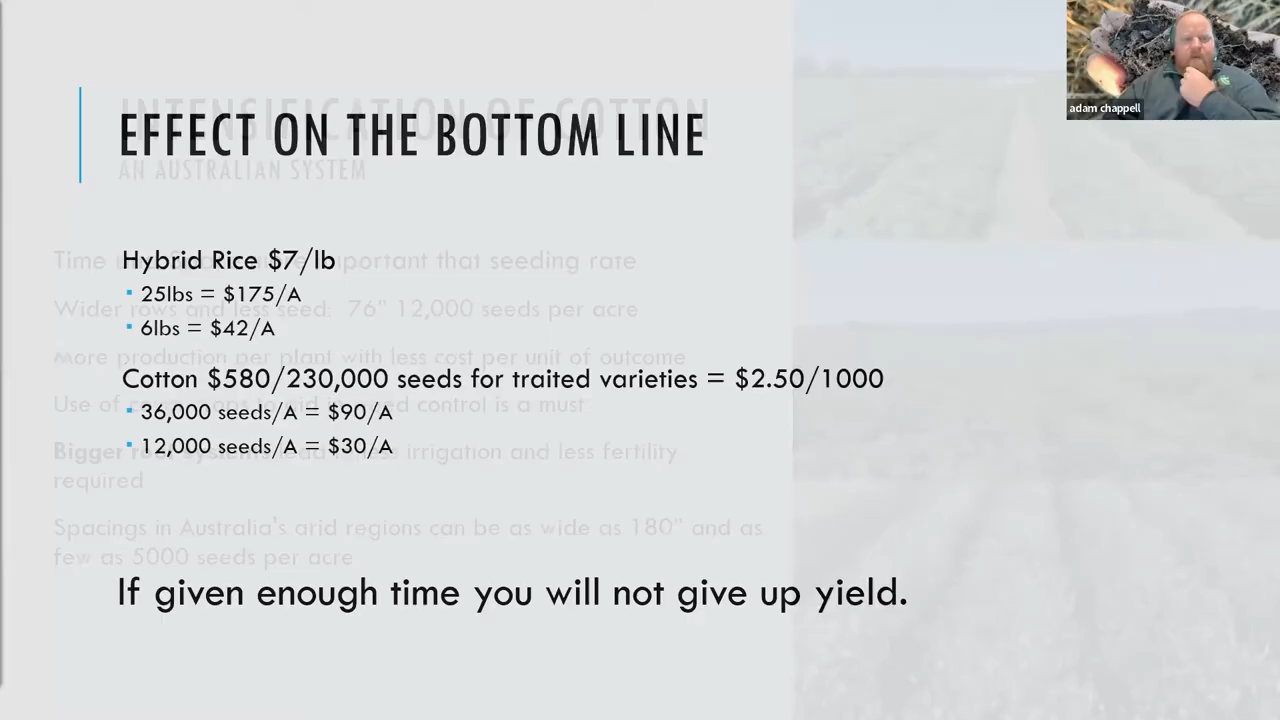 INTENSIFICATION OF COTTON
EFFECT ON THE BOTTOM LINE
AN AUSTRALIAN SYSTEM
adam chappell
Hybrid Rice $7/lb
25lbs = $175/A
6lbs = $42/A
Cotton $580/230,000 seeds for traited varieties = $2.50/1000
36,000 seeds/A = $90/A
12,000 seeds/A = $30/A
If given enough time you will not give up yield.
Time important that seeding rate
Wider rows and less seed: 76" 12,000 seeds per acre
More production per plant with less cost per unit of outcome
Use of control is a must
Bigger irrigation and less fertility
required
Spacings in Australia's arid regions can be as wide as 180" and as
few as 5000 seeds per acre